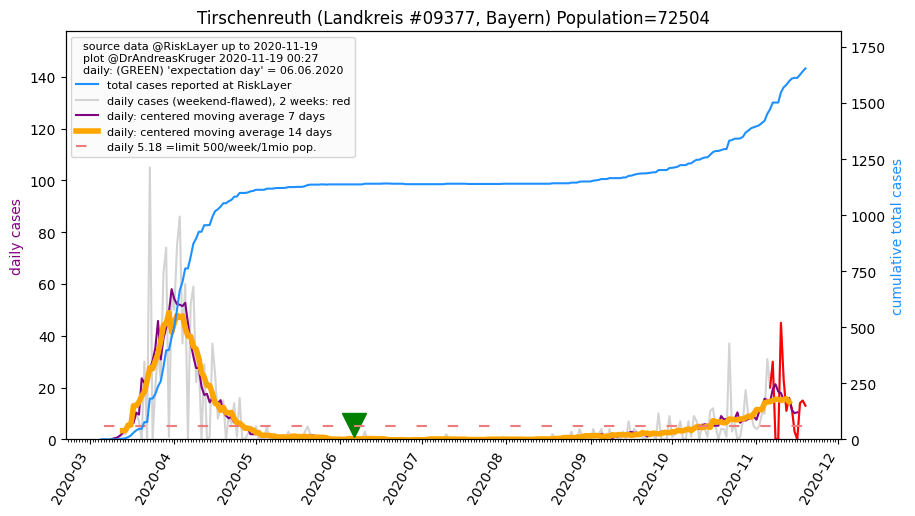 Tirschenreuth (Landkreis #09377, Bayern) Population=72504
source data @RiskLayer up to 2020-11-19
plot @DrAndreasKruger 2020-11-19 00:27
daily: (GREEN) 'expectation day' = 06.06.2020
total cases reported at RiskLayer
daily cases (weekend-flawed), 2 weeks: red
daily: centered moving average 7 days
daily: centered moving average 14 days
daily 5.18 =limit 500/week/1mio pop.
daily cases
140
120
100
80
60
40
20
0
1750
1500
1250
1000
750
500
250
0
cumulative total cases
2020-03
2020-04
2020-05
2020-06
2020-07
2020-08
2020-09
2020-10
2020-11
2020-12